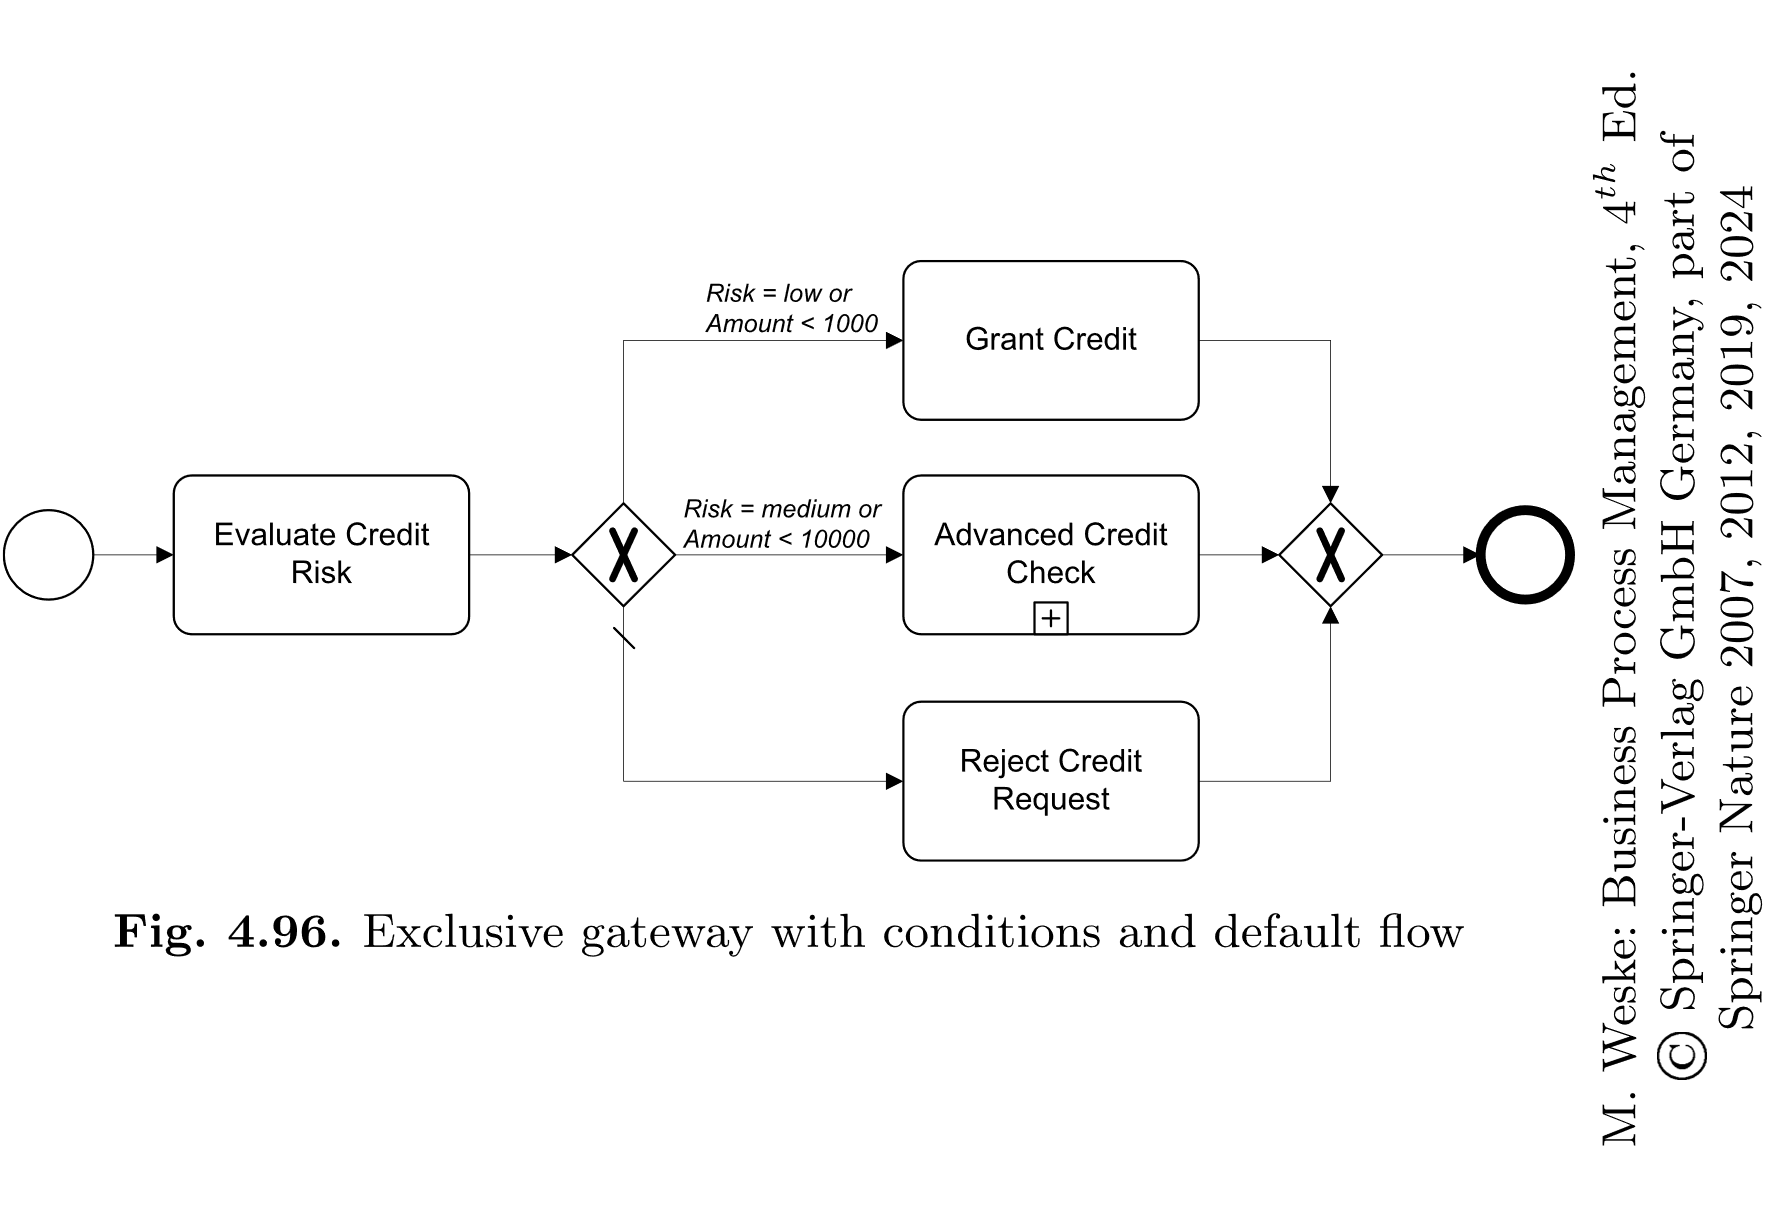 Risk = low or
Amount < 1000
Grant Credit
Evaluate Credit
Risk
X
Risk = medium or
Amount < 10000
Advanced Credit
Check
+
X
Reject Credit
Request
Fig. 4.96. Exclusive gateway with conditions and default flow
M. Weske: Business Process Management, 4th Ed.
© Springer-Verlag GmbH Germany, part of
Springer Nature 2007, 2012, 2019, 2024